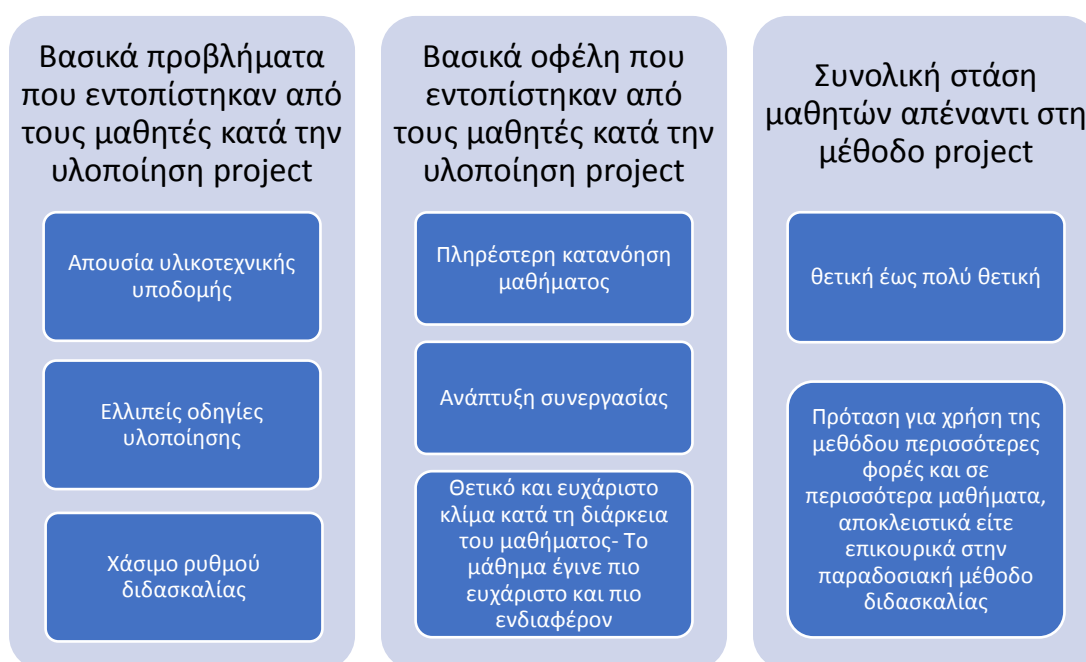 Βασικά προβλήματα
που εντοπίστηκαν από
τους μαθητές κατά την
υλοποίηση project
Απουσία υλικοτεχνικής
υποδομής
Ελλιπείς οδηγίες
υλοποίησης
Χάσιμο ρυθμού
διδασκαλίας
Βασικά οφέλη που
εντοπίστηκαν από
τους μαθητές κατά την
υλοποίηση project
Πληρέστερη κατανόηση
μαθήματος
Ανάπτυξη συνεργασίας
Θετικό και ευχάριστο
κλίμα κατά τη διάρκεια
του μαθήματος- Το
μάθημα έγινε πιο
ευχάριστο και πιο
ενδιαφέρον
Συνολική στάση
μαθητών απέναντι στη
μέθοδο project
θετική έως πολύ θετική
Πρόταση για χρήση της
μεθόδου περισσότερες
φορές και σε
περισσότερα μαθήματα,
αποκλειστικά είτε
επικουρικά στην
παραδοσιακή μέθοδο
διδασκαλίας